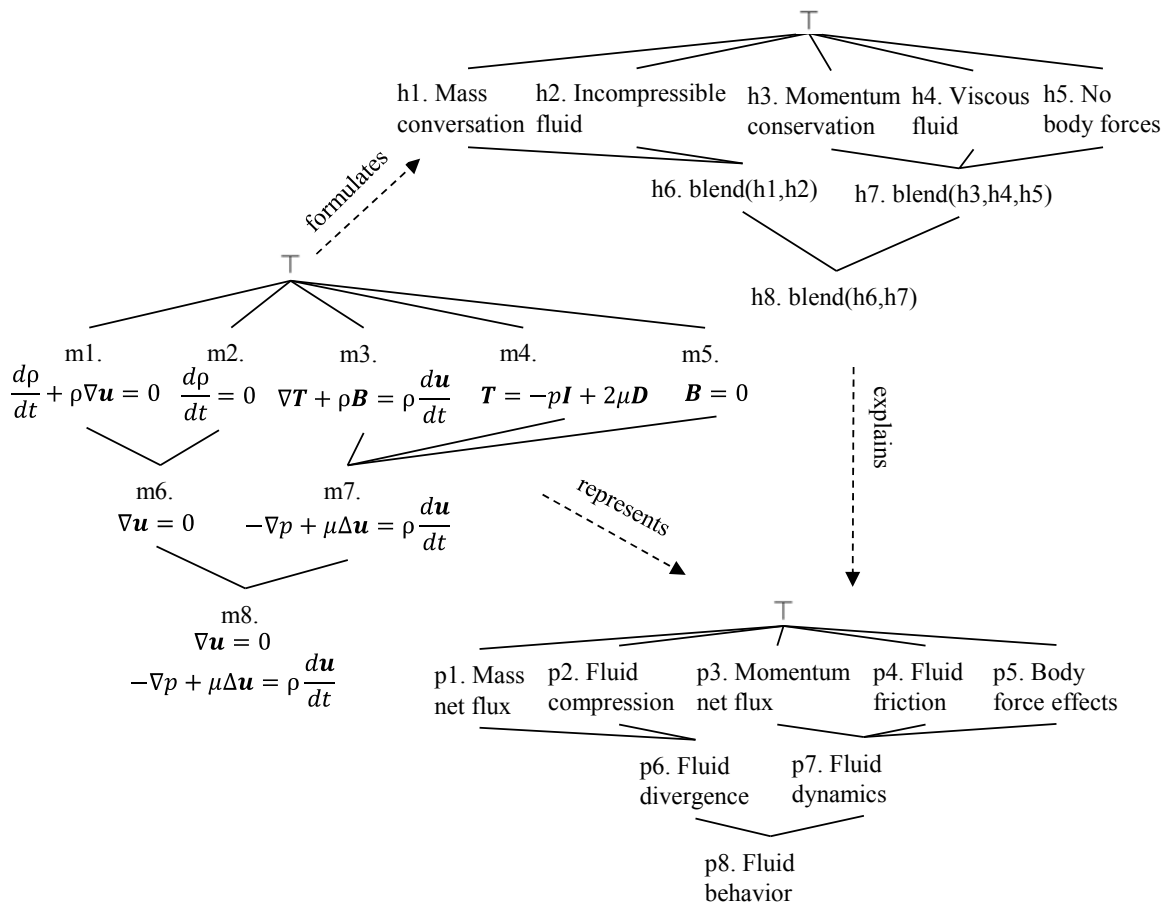 ⊤
h1. Mass
conversation
h2. Incompressible
fluid
h3. Momentum
conservation
h4. Viscous
fluid
h5. No
body forces
h6. blend(h1,h2)
h7. blend(h3,h4,h5)
h8. blend(h6,h7)
formulates
⊤
m1.
dρ/dt + ρ∇𝒖 = 0
m2.
dρ/dt = 0
m3.
∇𝑻 + ρ𝑩 = ρ d𝒖/dt
m4.
𝑻 = −p𝑰 + 2μ𝑫
m5.
𝑩 = 0
m6.
∇𝒖 = 0
m7.
−∇p + μΔ𝒖 = ρ d𝒖/dt
m8.
∇𝒖 = 0
−∇p + μΔ𝒖 = ρ d𝒖/dt
represents
explains
⊤
p1. Mass
net flux
p2. Fluid
compression
p3. Momentum
net flux
p4. Fluid
friction
p5. Body
force effects
p6. Fluid
divergence
p7. Fluid
dynamics
p8. Fluid
behavior